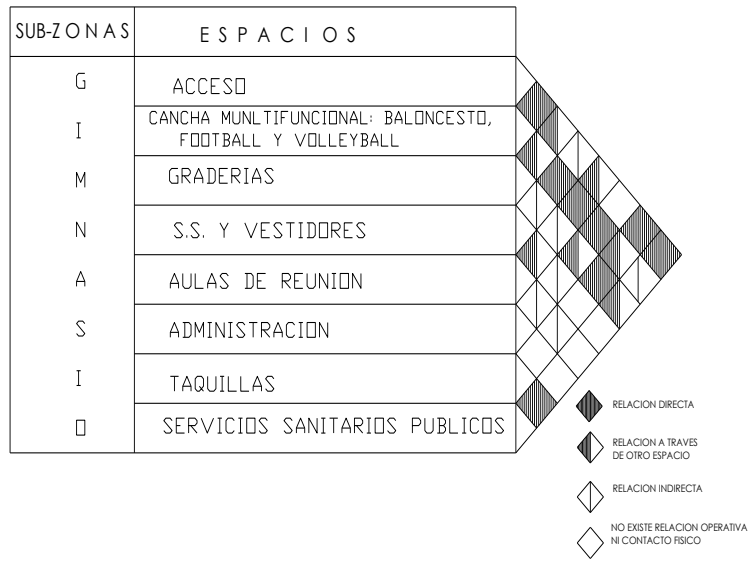 SUB-ZONAS
ESPACIOS
G
I
M
N
A
S
I
O
ACCESO
CANCHA MUNLTIFUNCIONAL: BALONCESTO,
FOOTBALL Y VOLLEYBALL
GRADERIAS
S.S. Y VESTIDORES
AULAS DE REUNION
ADMINISTRACION
TAQUILLAS
SERVICIOS SANITARIOS PUBLICOS
RELACION DIRECTA
RELACION A TRAVES
DE OTRO ESPACIO
RELACION INDIRECTA
NO EXISTE RELACION OPERATIVA
NI CONTACTO FISICO